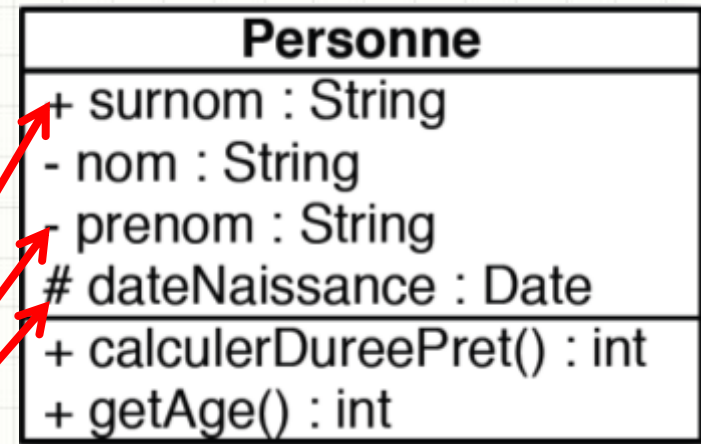 Personne
+ surnom : String
- nom : String
- prenom : String
# dateNaissance : Date
+ calculerDureePret() : int
+ getAge() : int